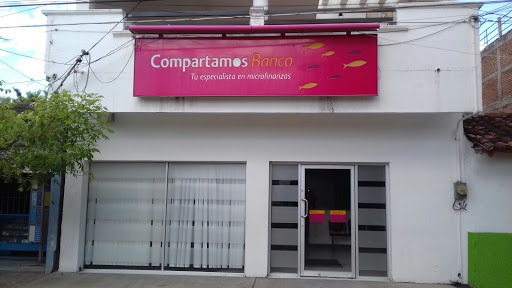 Compartamos Banco
Tu especialista en microfinanzas